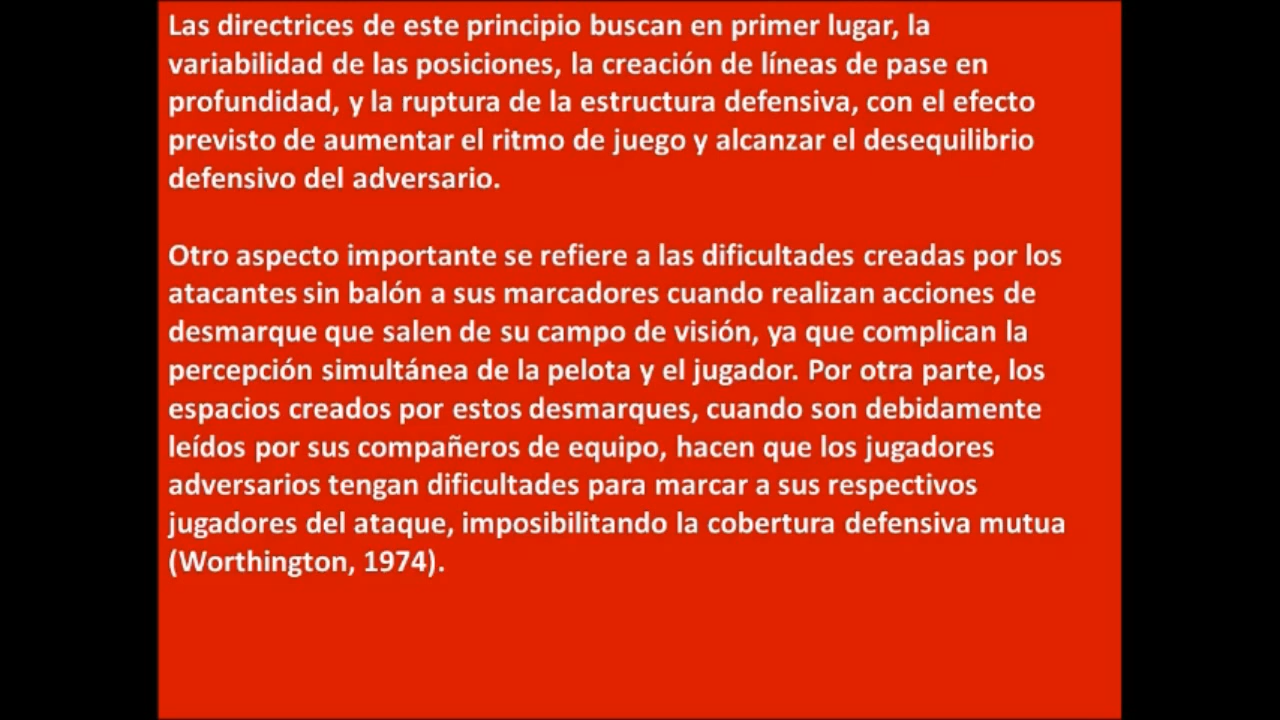 Las directrices de este principio buscan en primer lugar, la
variabilidad de las posiciones, la creación de líneas de pase en
profundidad, y la ruptura de la estructura defensiva, con el efecto
previsto de aumentar el ritmo de juego y alcanzar el desequilibrio
defensivo del adversario.
Otro aspecto importante se refiere a las dificultades creadas por los
atacantes sin balón a sus marcadores cuando realizan acciones de
desmarque que salen de su campo de visión, ya que complican la
percepción simultánea de la pelota y el jugador. Por otra parte, los
espacios creados por estos desmarques, cuando son debidamente
leídos por sus compañeros de equipo, hacen que los jugadores
adversarios tengan dificultades para marcar a sus respectivos
jugadores del ataque, imposibilitando la cobertura defensiva mutua
(Worthington, 1974).